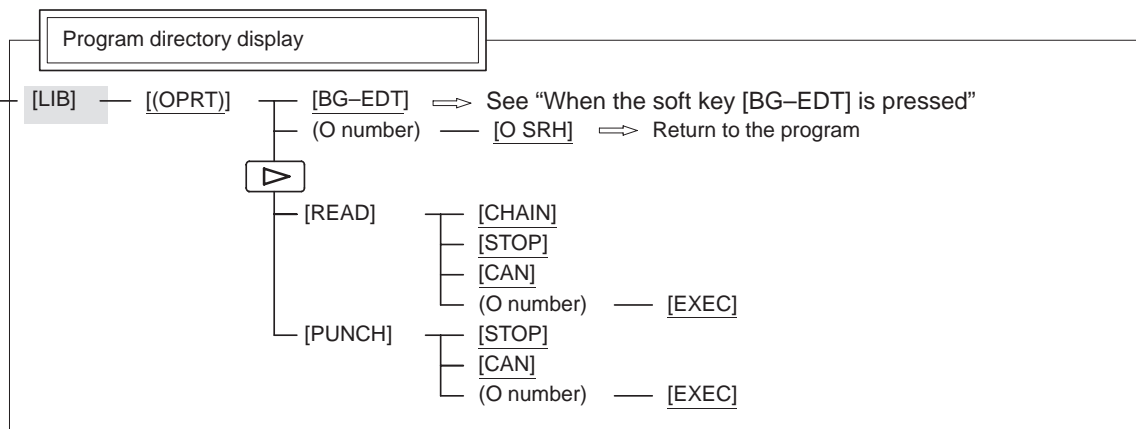 Program directory display
[LIB] [(OPRT)] [BG–EDT] See “When the soft key [BG–EDT] is pressed”
(O number) [O SRH] Return to the program
[READ] [CHAIN]
[STOP]
[CAN]
(O number) [EXEC]
[PUNCH] [STOP]
[CAN]
(O number) [EXEC]